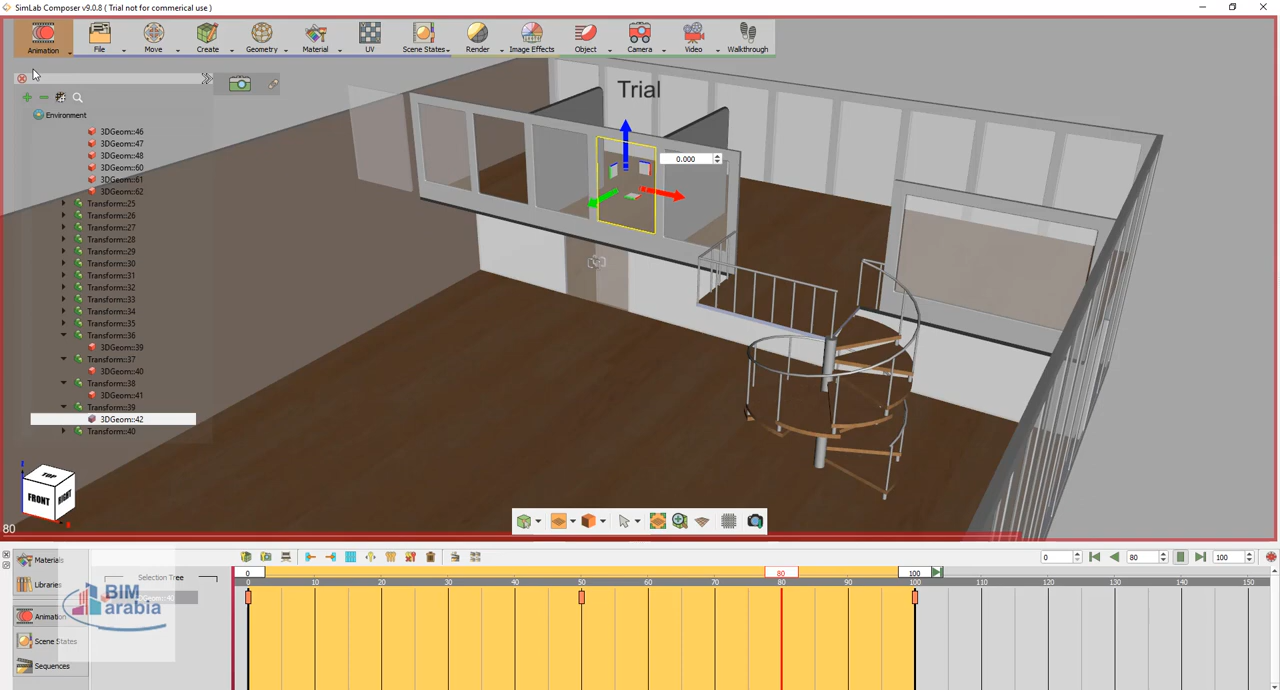 SimLab Composer v9.0.8 ( Trial not for commerical use )
Animation
File
Move
Create
Geometry
Material
UV
Scene States
Render
Image Effects
Object
Camera
Video
Walkthrough
Trial
0.000
Environment
3DGeom::46
3DGeom::47
3DGeom::48
3DGeom::60
3DGeom::61
3DGeom::62
Transform::25
Transform::26
Transform::27
Transform::28
Transform::29
Transform::30
Transform::31
Transform::32
Transform::33
Transform::34
Transform::35
Transform::36
3DGeom::39
Transform::37
3DGeom::40
Transform::38
3DGeom::41
Transform::39
3DGeom::42
Transform::40
TOP
FRONT
RIGHT
80
Materials
Libraries
Animation
Scene States
Sequences
Selection Tree
BIM
arabia
0 80 100
0 80 100
10 20 30 40 50 60 70 80 90 100 110 120 130 140 150